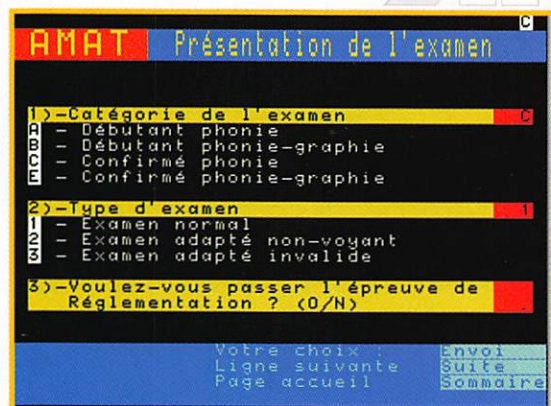 C
AMAT Présentation de l'examen
1)-Catégorie de l'examen C
A - Débutant phonie
B - Débutant phonie-graphie
C - Confirmé phonie
E - Confirmé phonie-graphie
2)-Type d'examen 1
1 - Examen normal
2 - Examen adapté non-voyant
3 - Examen adapté invalide
3)-Voulez-vous passer l'épreuve de
Réglementation ? (O/N) .
Votre choix : Envoi
Ligne suivante Suite
Page accueil Sommaire